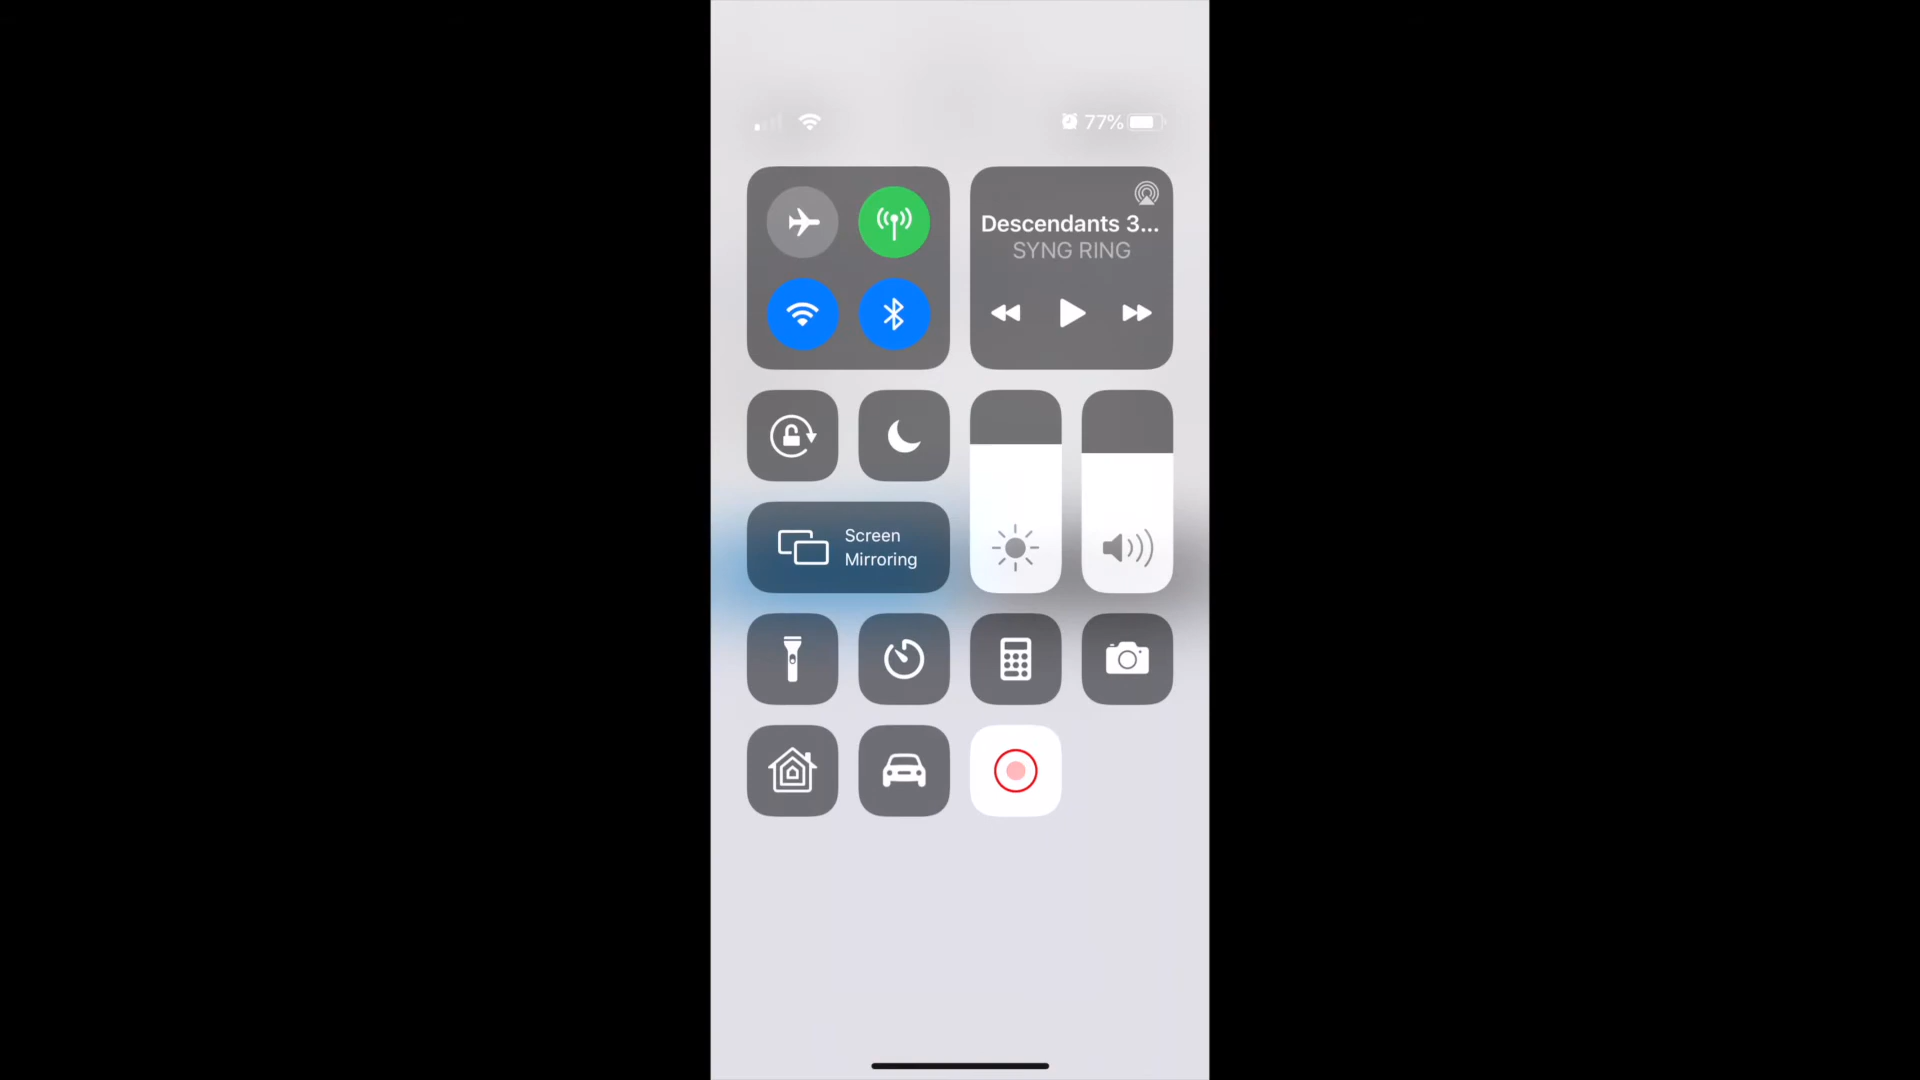 77%
Descendants 3...
SYNG RING
Screen
Mirroring